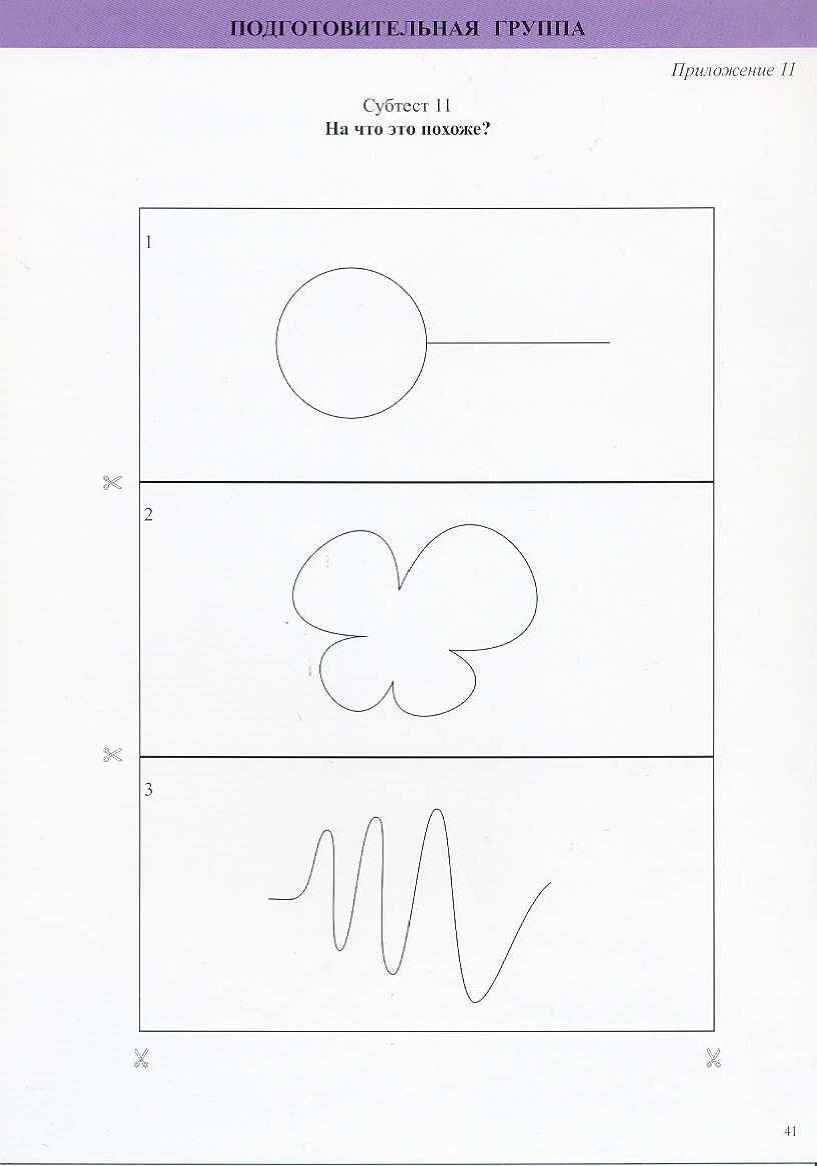 ПОДГОТОВИТЕЛЬНАЯ ГРУППА
Приложение 11
Субтест 11
На что это похоже?
1
2
3
41